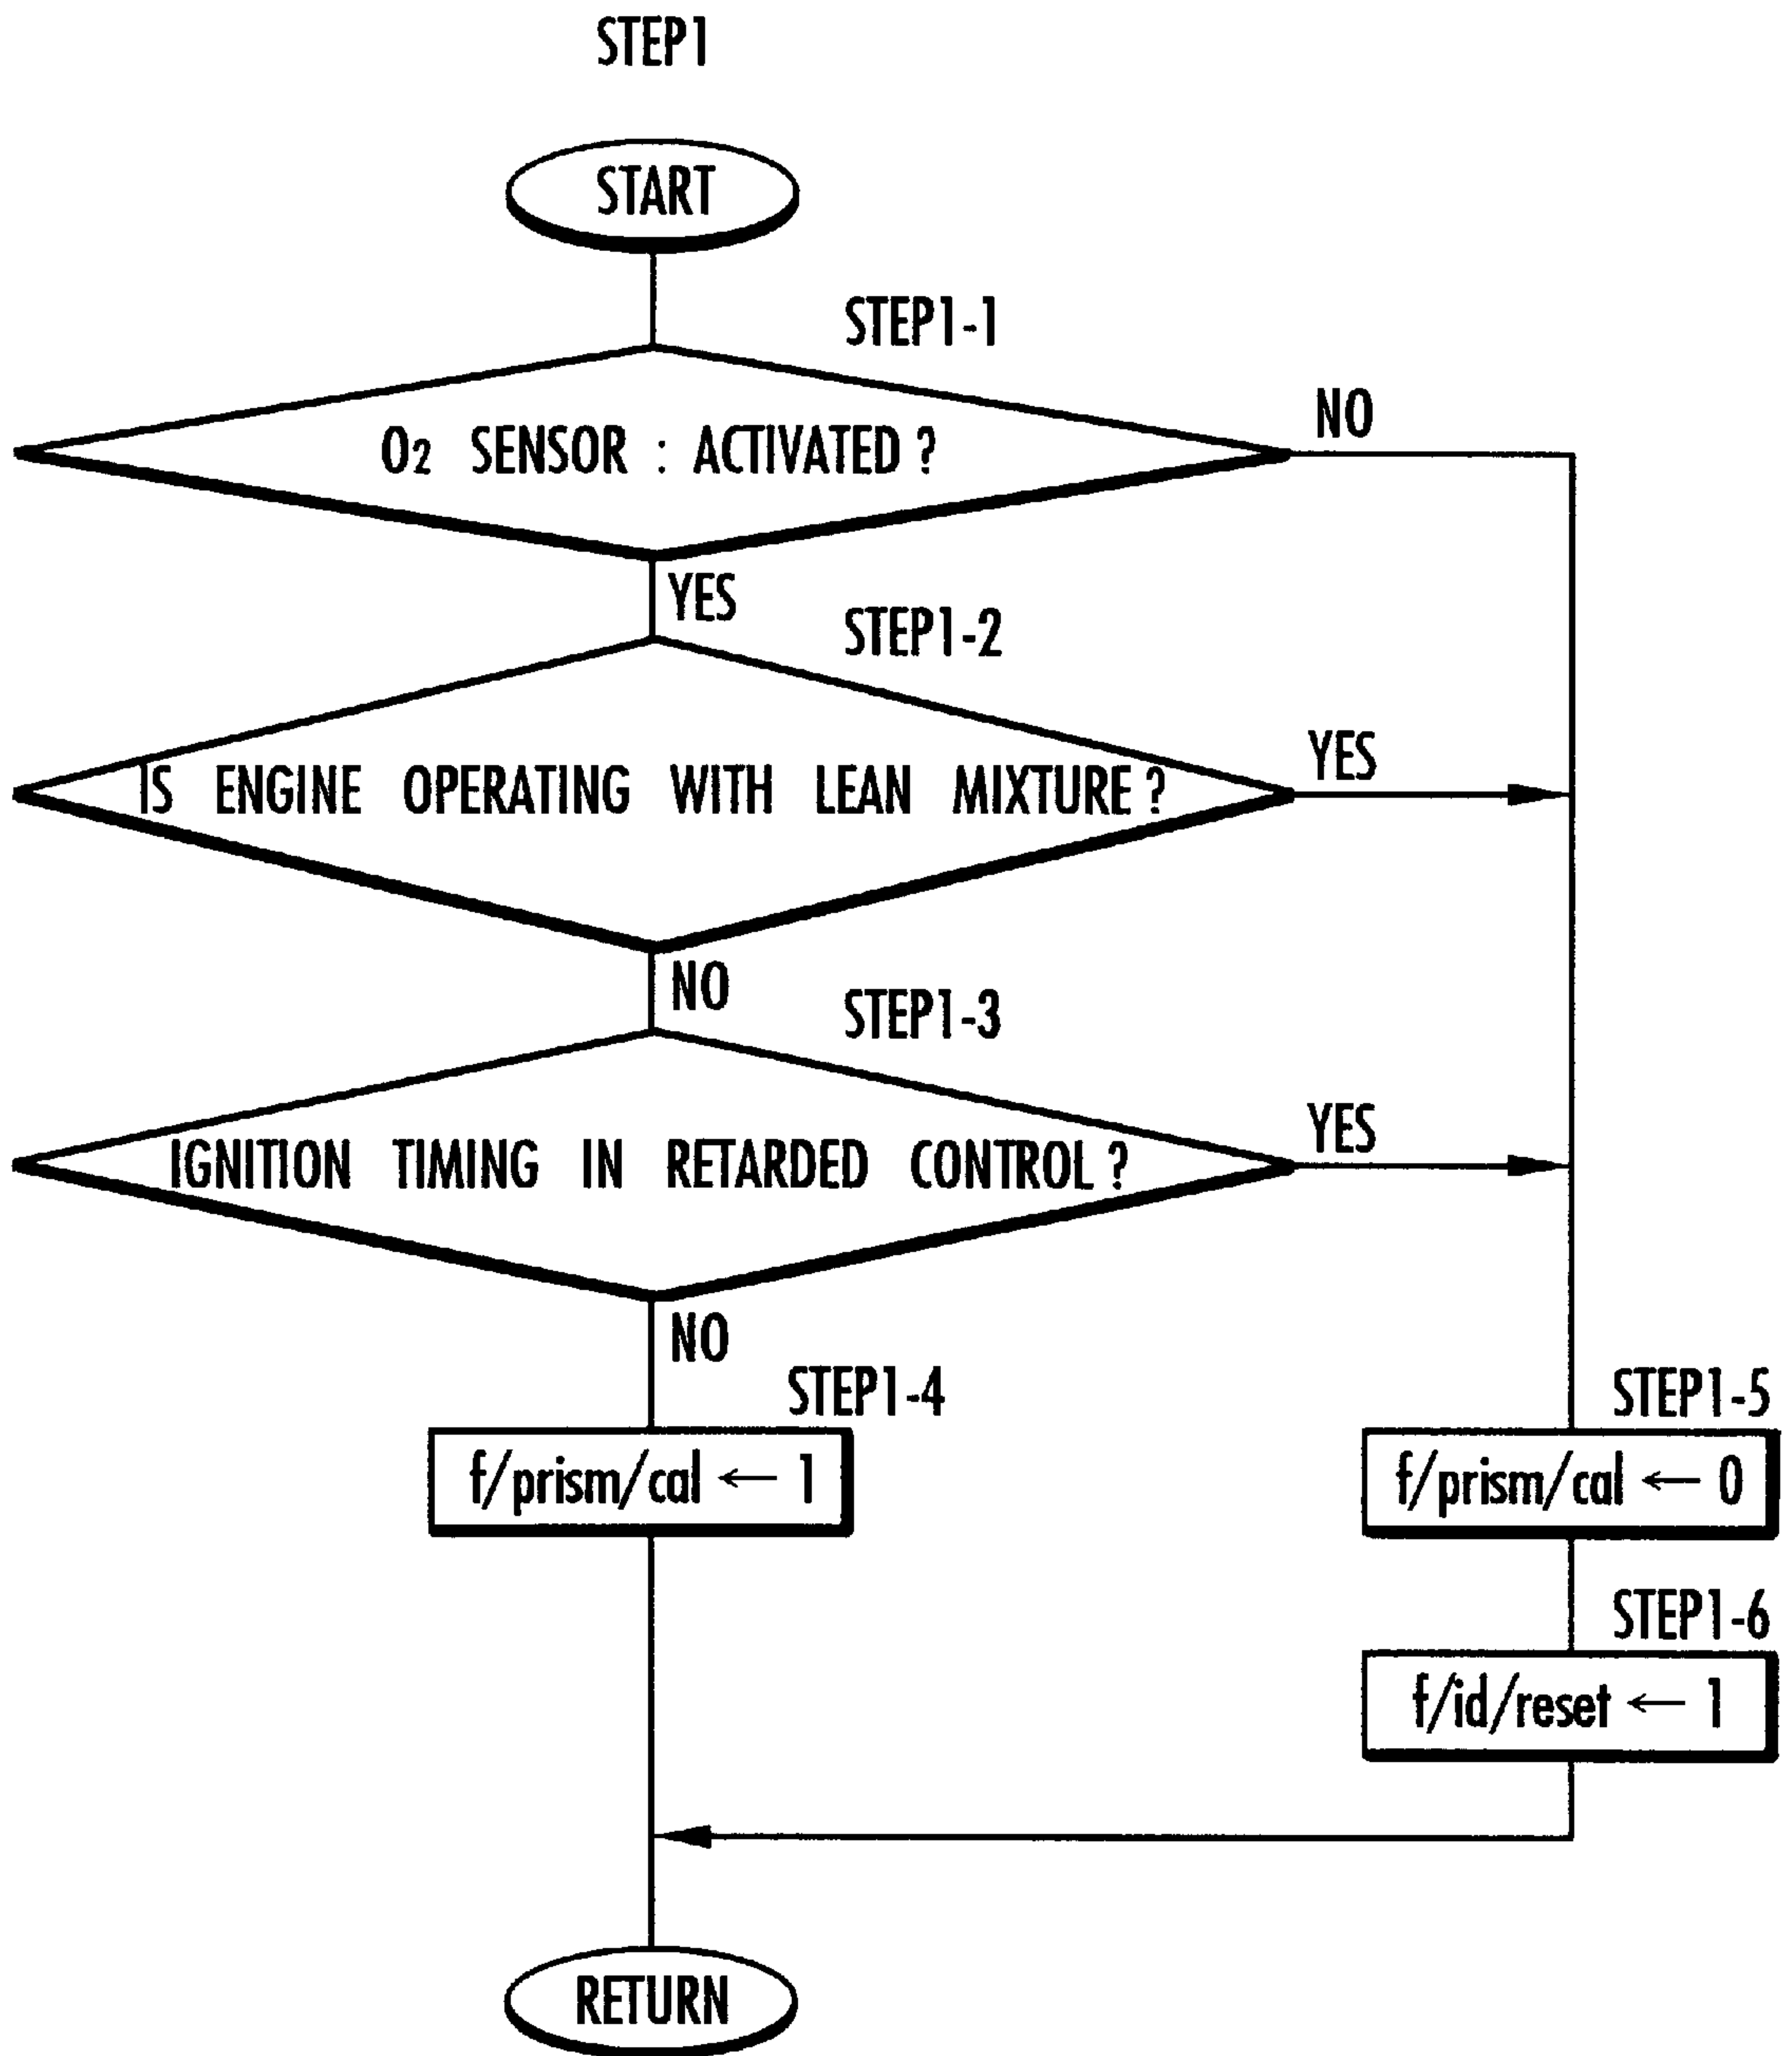 STEP1
START
STEP1-1
O2 SENSOR : ACTIVATED ?
NO
YES
STEP1-2
IS ENGINE OPERATING WITH LEAN MIXTURE ?
YES
NO
STEP1-3
IGNITION TIMING IN RETARDED CONTROL ?
YES
NO
STEP1-4
f/prism/cal ← 1
STEP1-5
f/prism/cal ← 0
STEP1-6
f/id/reset ← 1
RETURN